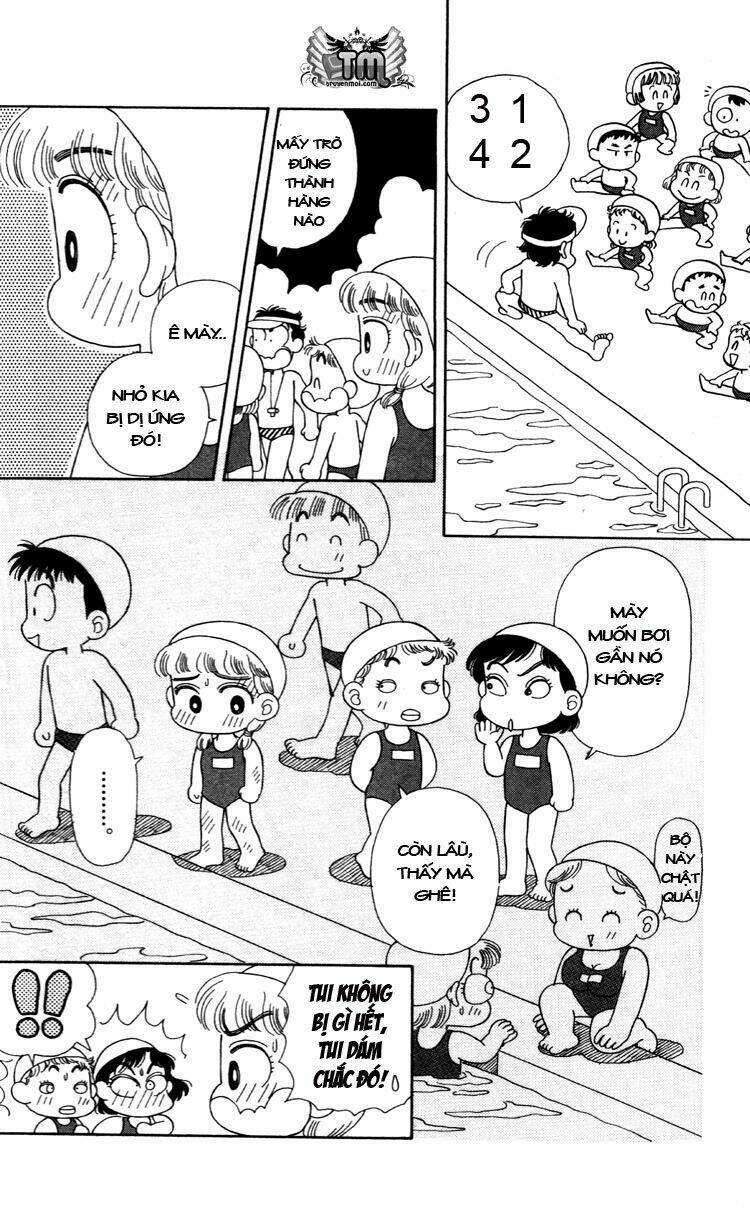 TM
truyenmoi.com
3 1
4 2
MẤY TRÒ
ĐỨNG
THÀNH
HÀNG
NÀO
Ê MÀY...
NHỎ KIA
BỊ DỊ ỨNG
ĐÓ!
MÀY
MUỐN BƠI
GẦN NÓ
KHÔNG?
.........
CÒN LÂU,
THẤY MÀ
GHÊ!
BỘ
NÀY
CHẬT
QUÁ!
!!
TUI KHÔNG
BỊ GÌ HẾT,
TUI DÁM
CHẮC ĐÓ!